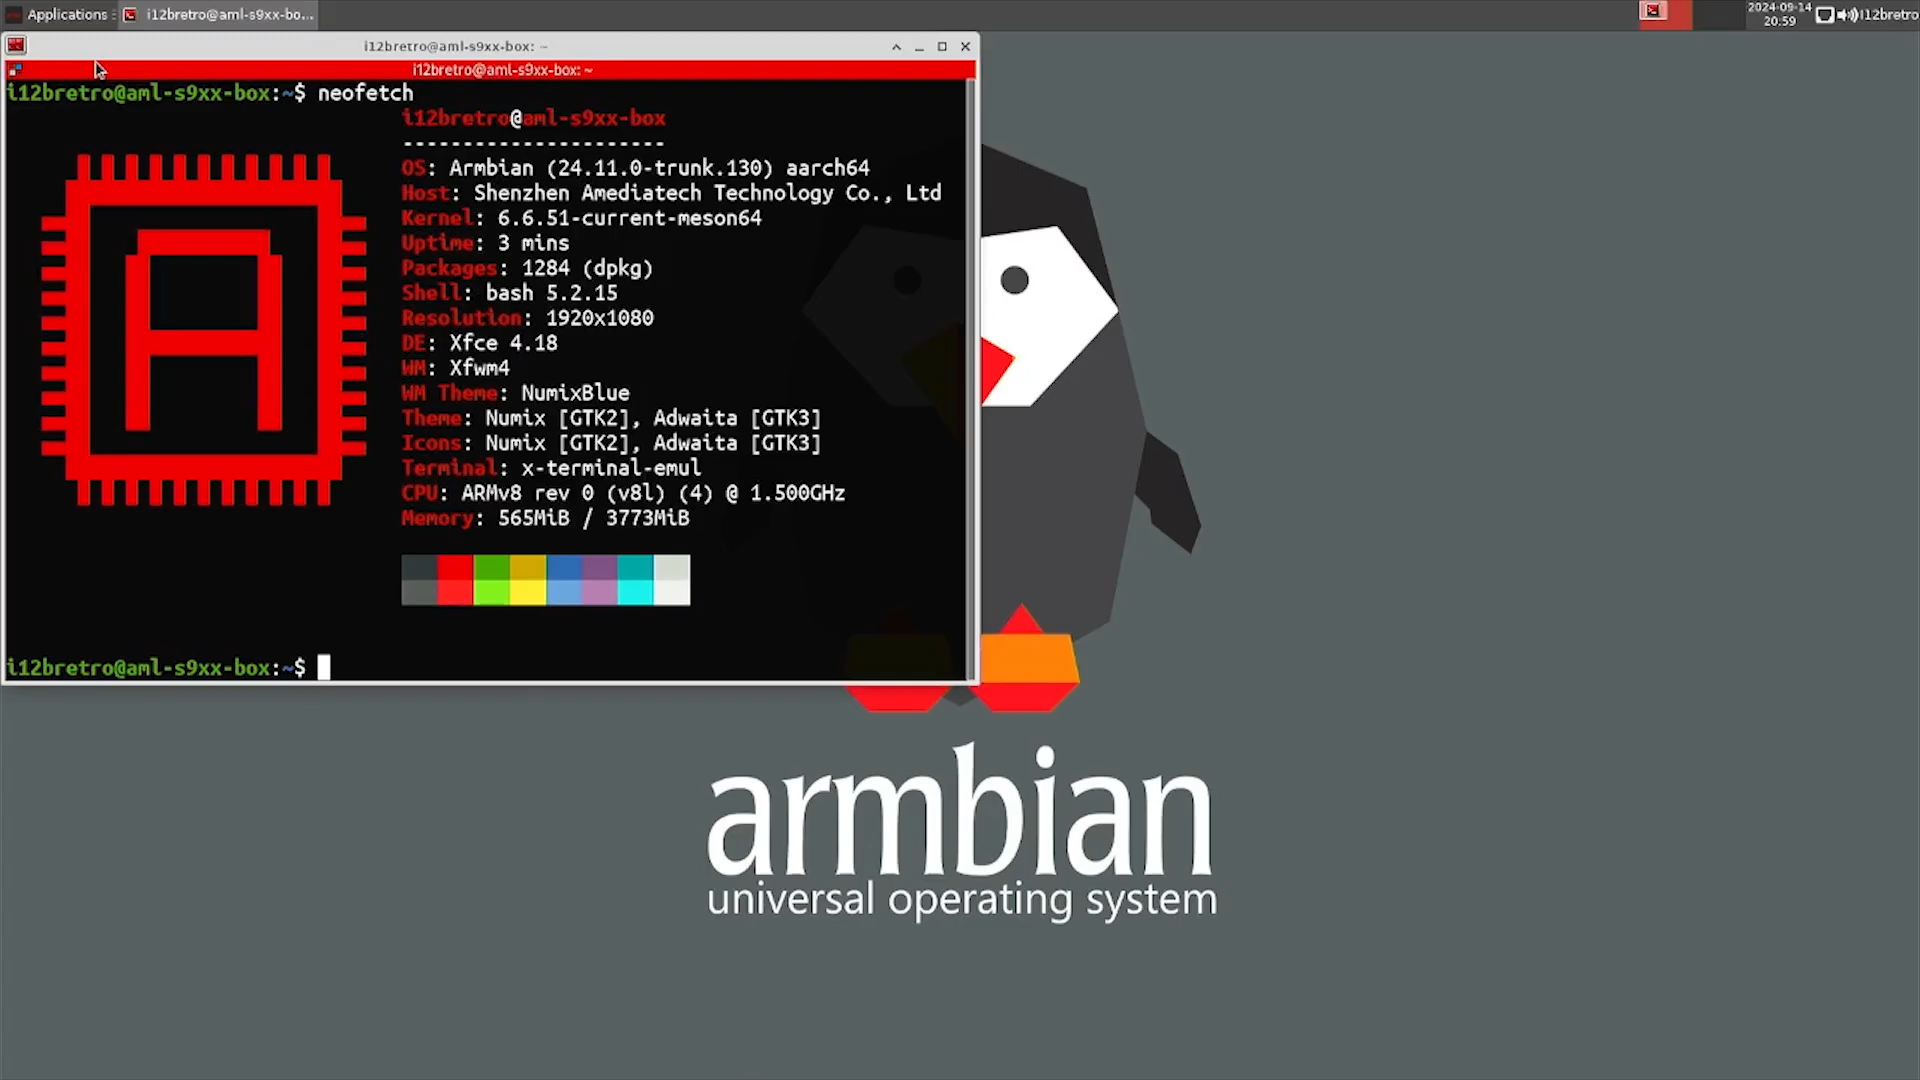 Applications
i12bretro@aml-s9xx-bo...
2024-09-14
20:59
i12bretro
i12bretro@aml-s9xx-box: ~
i12bretro@aml-s9xx-box: ~
i12bretro@aml-s9xx-box:~$ neofetch
i12bretro@aml-s9xx-box
----------------------
OS: Armbian (24.11.0-trunk.130) aarch64
Host: Shenzhen Amediatech Technology Co., Ltd
Kernel: 6.6.51-current-meson64
Uptime: 3 mins
Packages: 1284 (dpkg)
Shell: bash 5.2.15
Resolution: 1920x1080
DE: Xfce 4.18
WM: Xfwm4
WM Theme: NumixBlue
Theme: Numix [GTK2], Adwaita [GTK3]
Icons: Numix [GTK2], Adwaita [GTK3]
Terminal: x-terminal-emul
CPU: ARMv8 rev 0 (v8l) (4) @ 1.500GHz
Memory: 565MiB / 3773MiB
i12bretro@aml-s9xx-box:~$
armbian
universal operating system